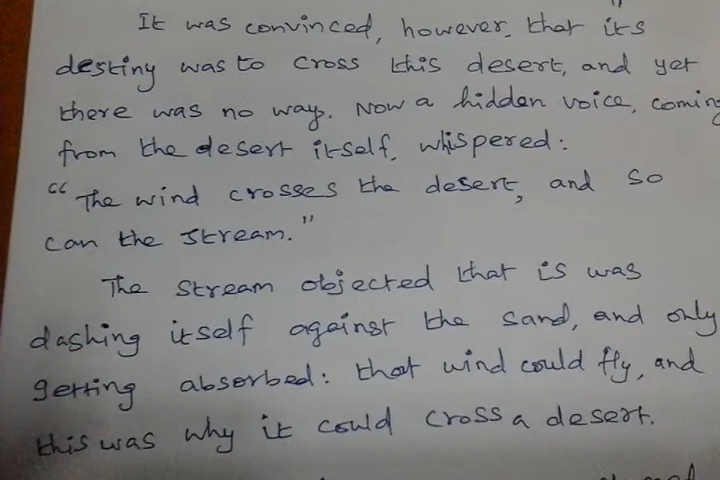 It was convinced, however, that its
destiny was to cross this desert, and yet
there was no way. Now a hidden voice, coming
from the desert itself, whispered:
"The wind crosses the desert, and so
can the stream."
The stream objected that is was
dashing itself against the sand, and only
getting absorbed: that wind could fly, and
this was why it could cross a desert.